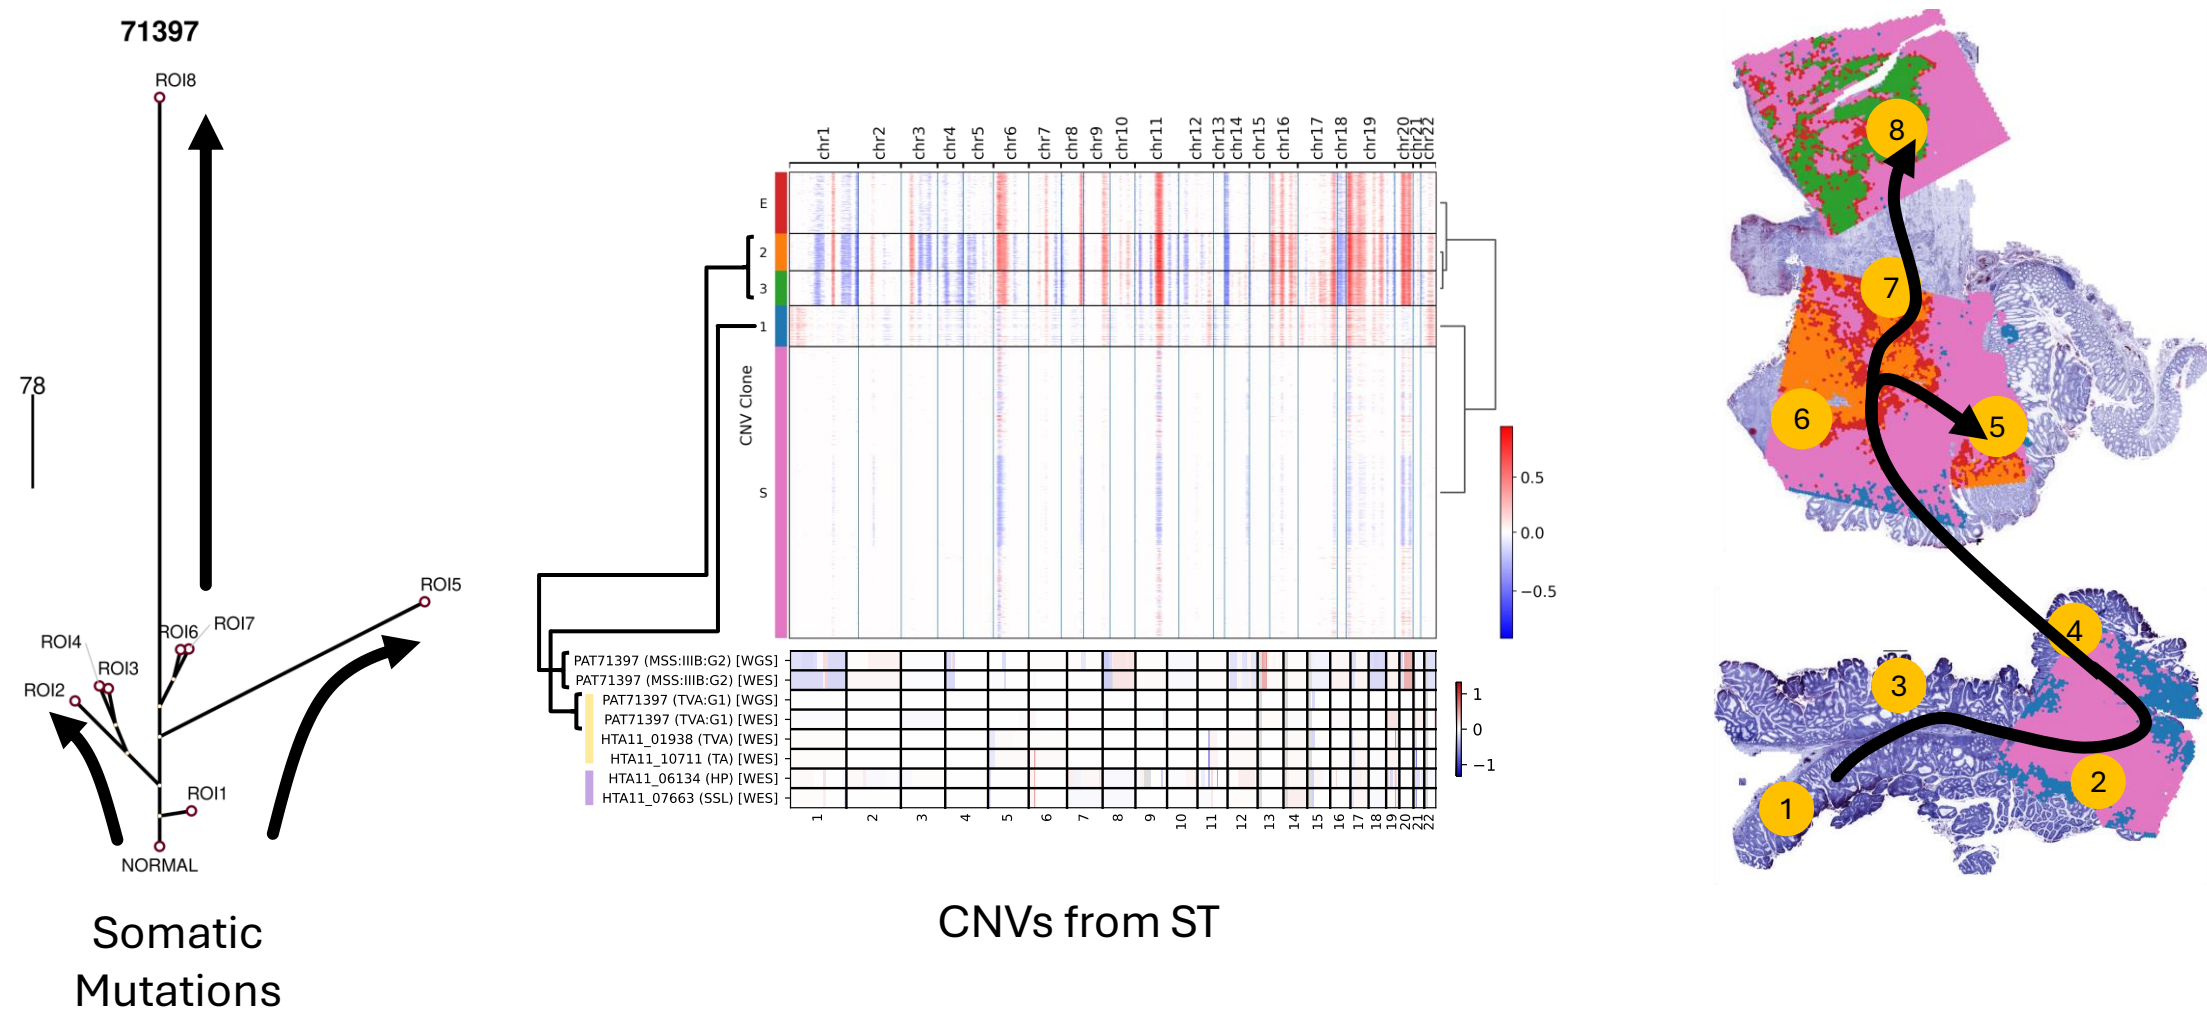 71397
ROI8
78
ROI5
ROI7
ROI6
ROI4
ROI3
ROI2
ROI1
NORMAL
Somatic
Mutations
chr1 chr2 chr3 chr4 chr5 chr6 chr7 chr8 chr9 chr10 chr11 chr12 chr13 chr14 chr15 chr16 chr17 chr18 chr19 chr20 chr21 chr22
E
2
3
1
S
CNV Clone
0.5
0.0
−0.5
PAT71397 (MSS:IIIB:G2) [WGS]
PAT71397 (MSS:IIIB:G2) [WES]
PAT71397 (TVA:G1) [WGS]
PAT71397 (TVA:G1) [WES]
HTA11_01938 (TVA) [WES]
HTA11_10711 (TA) [WES]
HTA11_06134 (HP) [WES]
HTA11_07663 (SSL) [WES]
1
0
−1
1 2 3 4 5 6 7 8 9 10 11 12 13 14 15 16 17 18 19 20 21 22
CNVs from ST
8
7
6
5
4
3
2
1